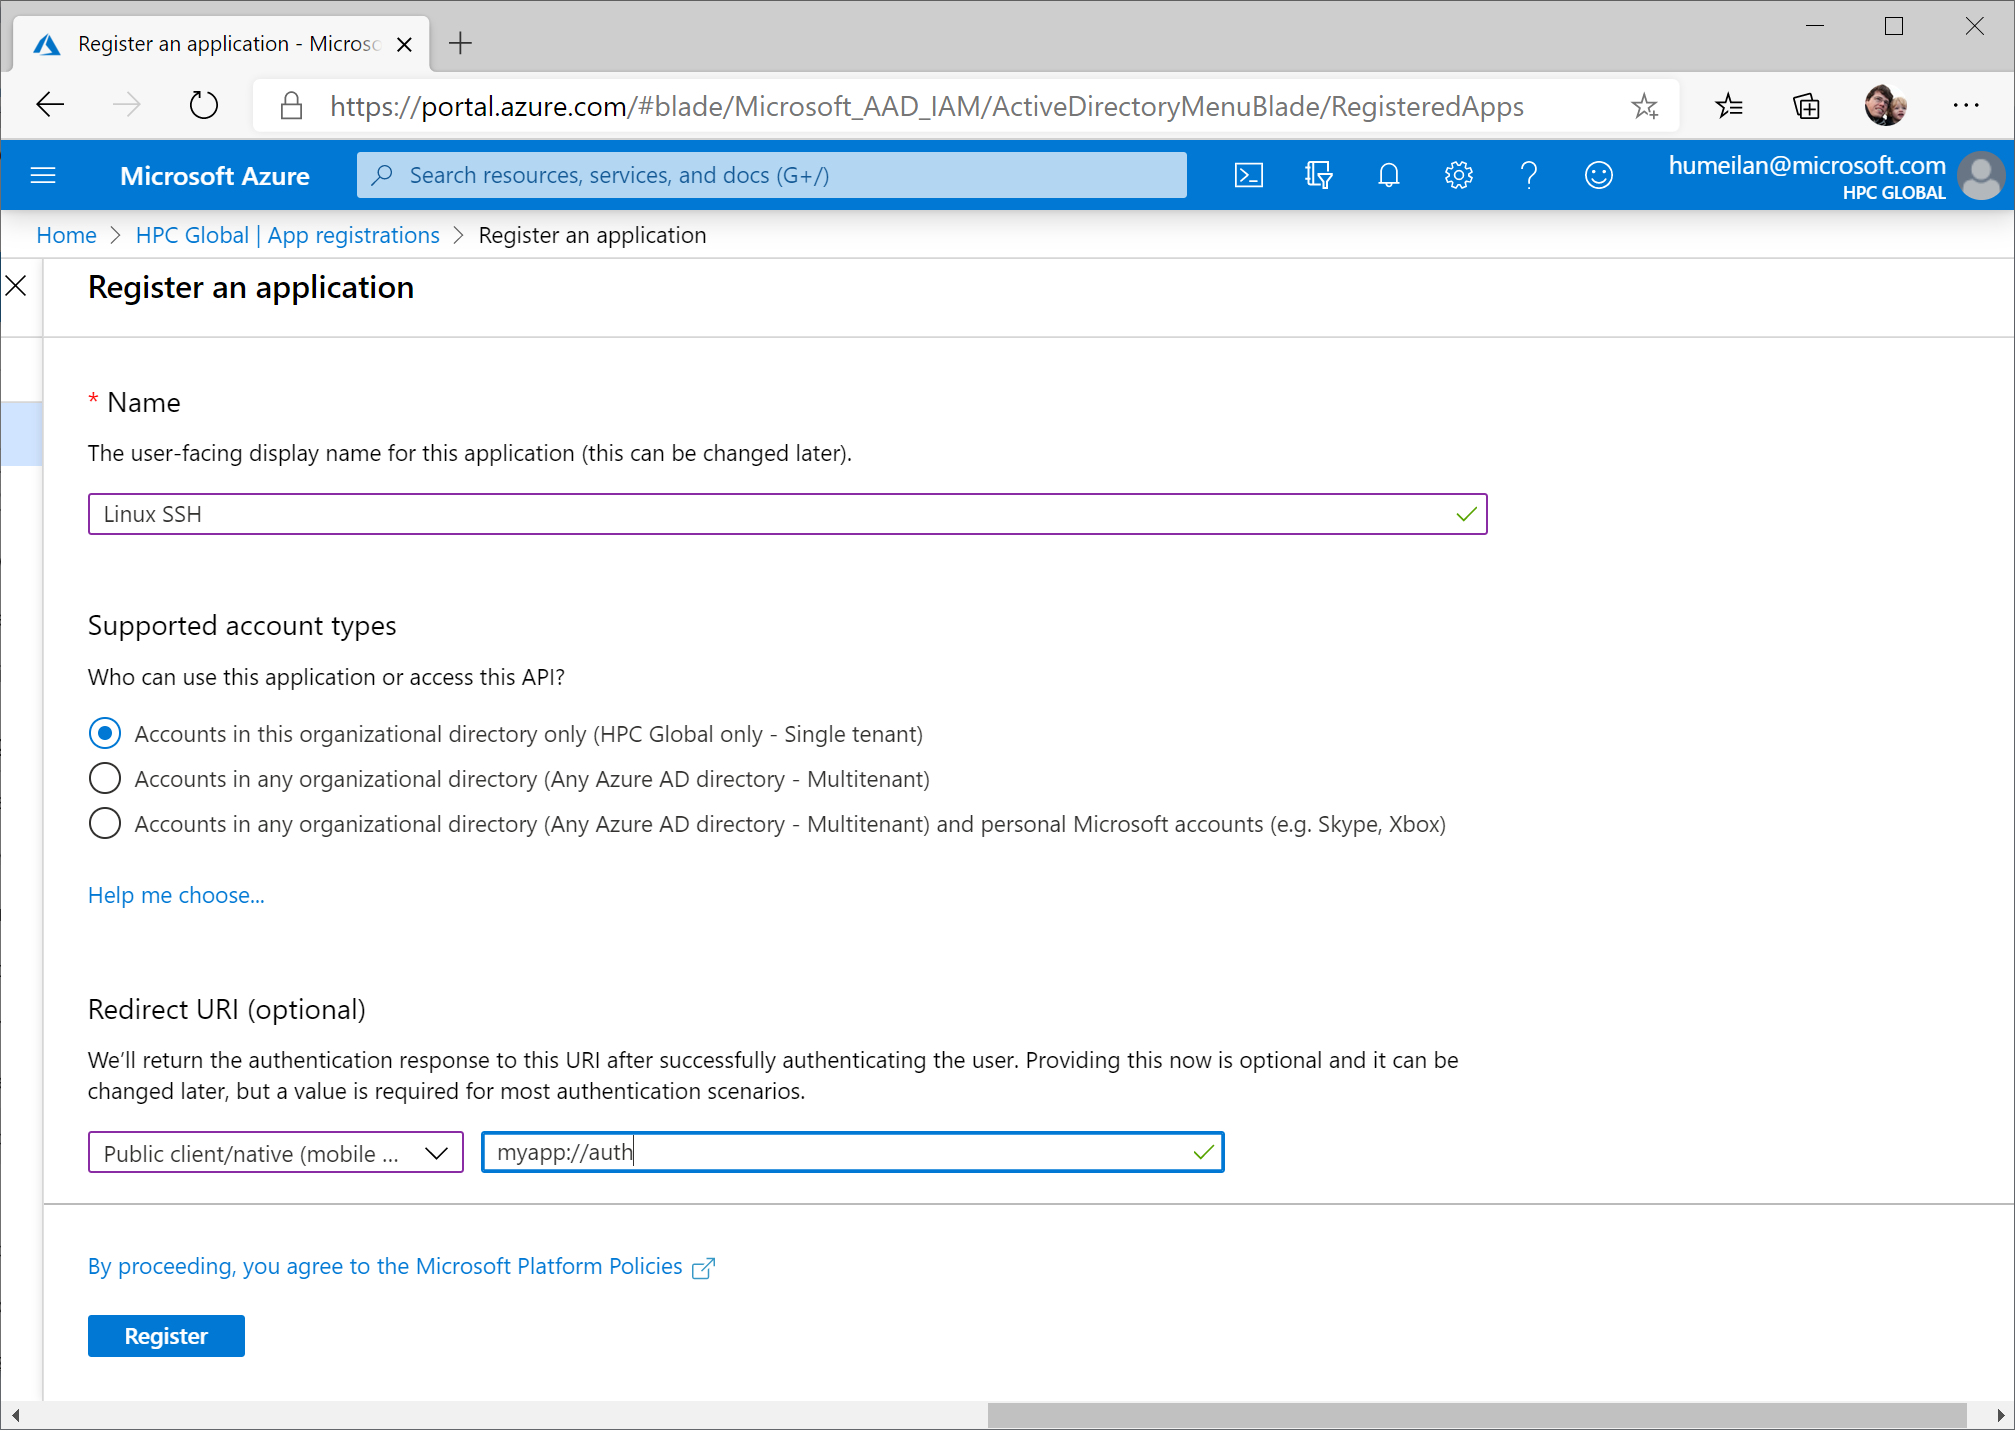 Register an application - Micros
https://portal.azure.com/#blade/Microsoft_AAD_IAM/ActiveDirectoryMenuBlade/RegisteredApps
Microsoft Azure
Search resources, services, and docs (G+/)
humeilan@microsoft.com
HPC GLOBAL
Home > HPC Global | App registrations > Register an application
Register an application
* Name
The user-facing display name for this application (this can be changed later).
Linux SSH
Supported account types
Who can use this application or access this API?
Accounts in this organizational directory only (HPC Global only - Single tenant)
Accounts in any organizational directory (Any Azure AD directory - Multitenant)
Accounts in any organizational directory (Any Azure AD directory - Multitenant) and personal Microsoft accounts (e.g. Skype, Xbox)
Help me choose...
Redirect URI (optional)
We’ll return the authentication response to this URI after successfully authenticating the user. Providing this now is optional and it can be
changed later, but a value is required for most authentication scenarios.
Public client/native (mobile ...
myapp://auth
By proceeding, you agree to the Microsoft Platform Policies
Register